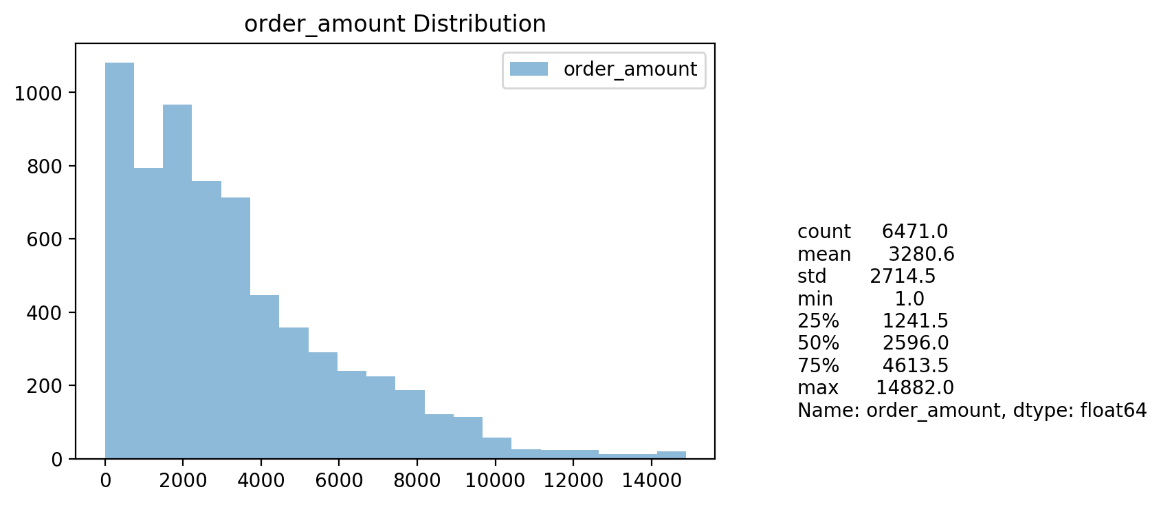 order_amount Distribution
order_amount
1000
800
600
400
200
0
0 2000 4000 6000 8000 10000 12000 14000
count 6471.0
mean 3280.6
std 2714.5
min 1.0
25% 1241.5
50% 2596.0
75% 4613.5
max 14882.0
Name: order_amount, dtype: float64